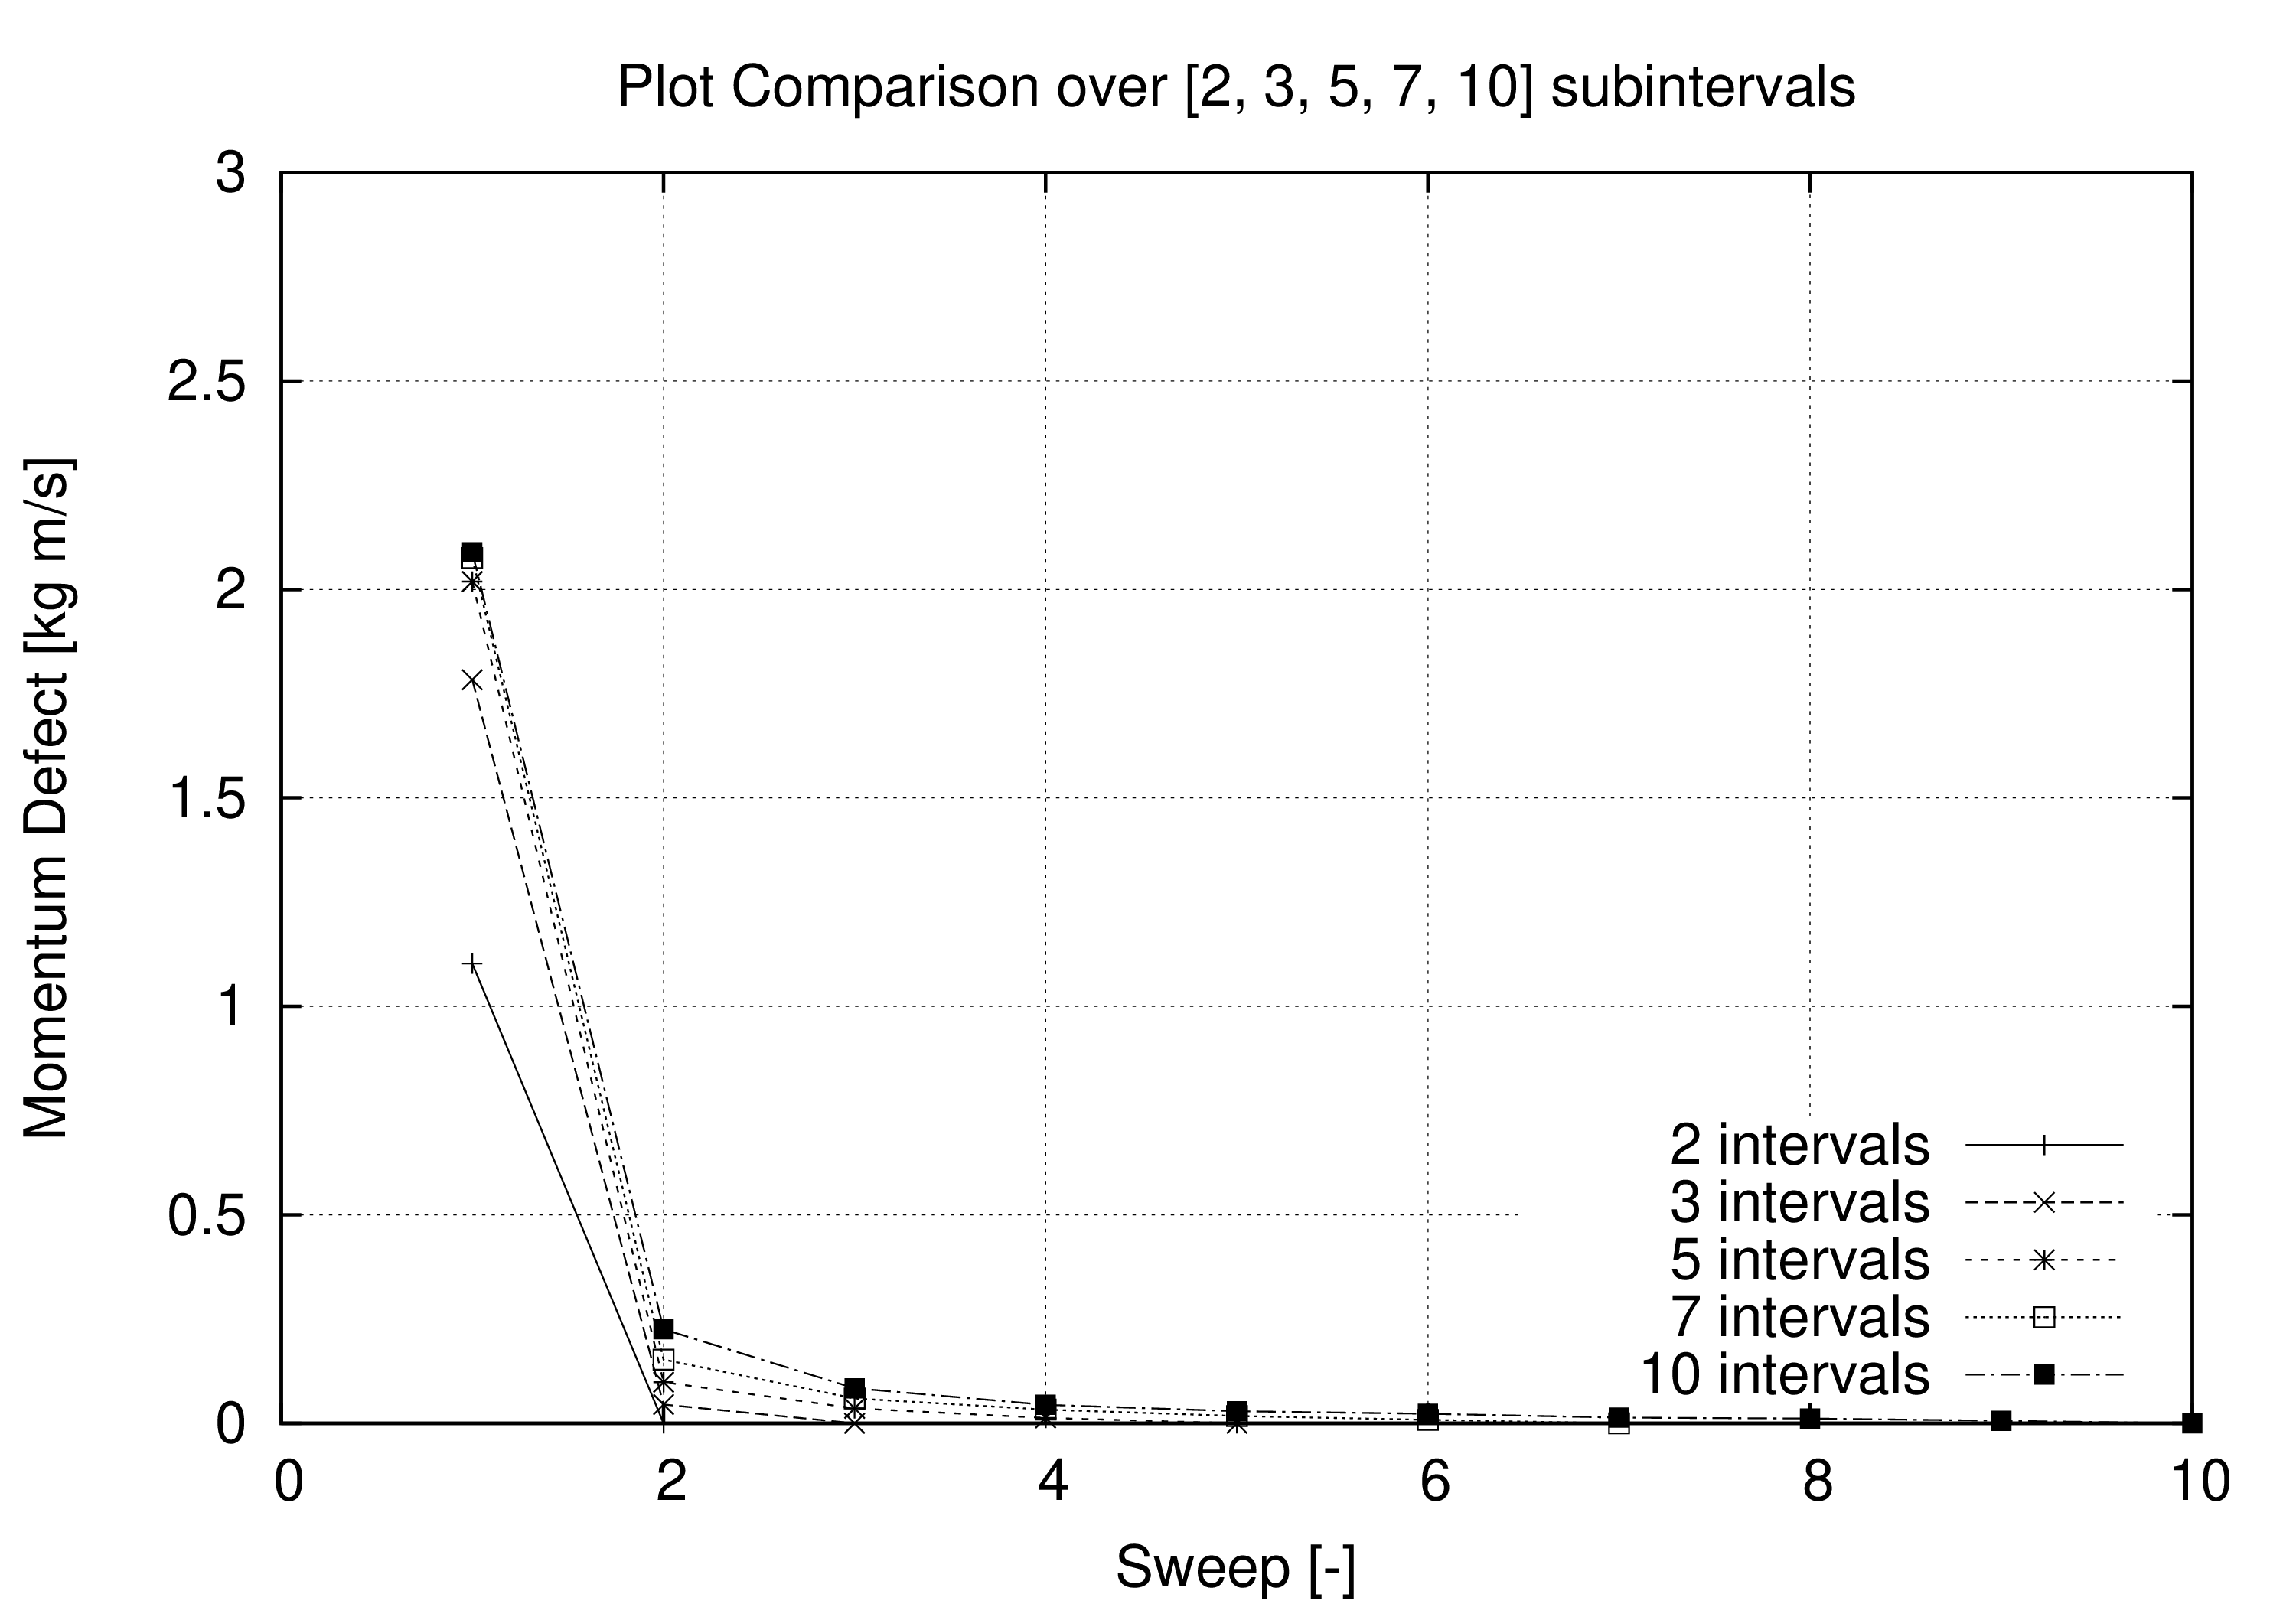 Plot Comparison over [2, 3, 5, 7, 10] subintervals
3
2.5
2
1.5
1
0.5
0
Momentum Defect [kg m/s]
2 intervals
3 intervals
5 intervals
7 intervals
10 intervals
0 2 4 6 8 10
Sweep [-]